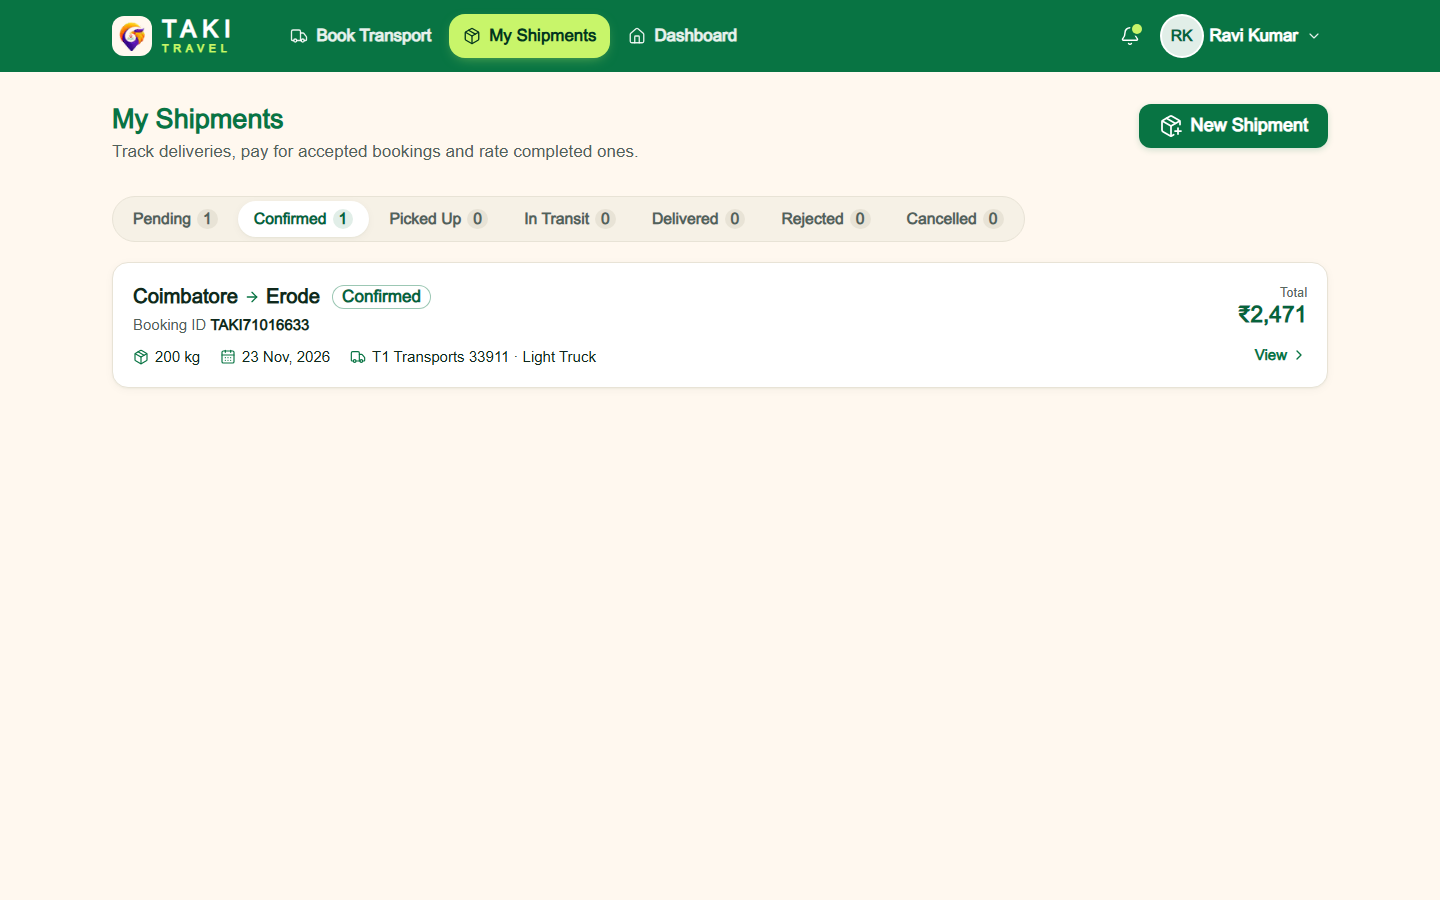 TAKI
TRAVEL
Book Transport
My Shipments
Dashboard
RK
Ravi Kumar
My Shipments
Track deliveries, pay for accepted bookings and rate completed ones.
New Shipment
Pending 1
Confirmed 1
Picked Up 0
In Transit 0
Delivered 0
Rejected 0
Cancelled 0
Coimbatore → Erode
Confirmed
Booking ID TAKI71016633
200 kg
23 Nov, 2026
T1 Transports 33911 · Light Truck
Total
₹2,471
View